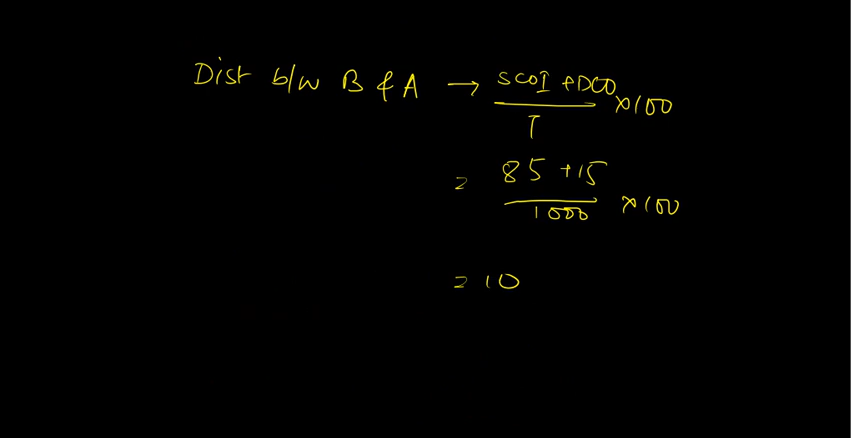 Dist b/w B & A → SCOI + DCO × 100
T
= 85 + 15 × 100
1000
= 10